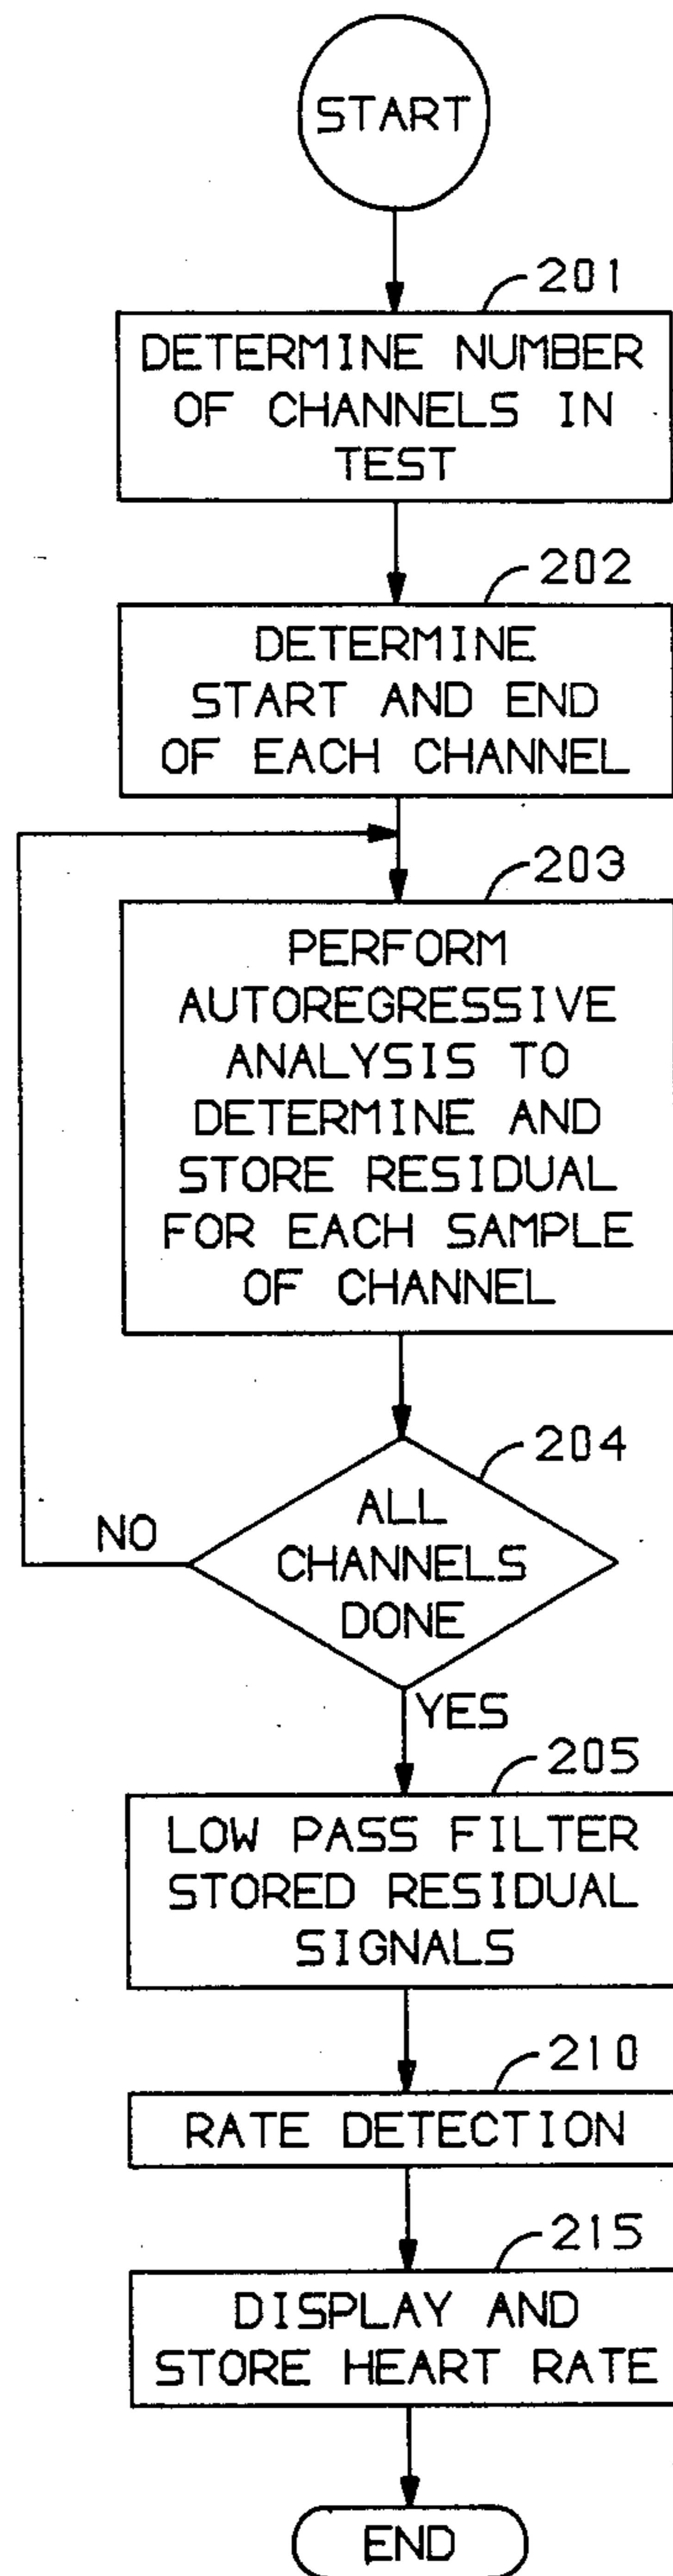 START
201
DETERMINE NUMBER
OF CHANNELS IN
TEST
202
DETERMINE
START AND END
OF EACH CHANNEL
203
PERFORM
AUTOREGRESSIVE
ANALYSIS TO
DETERMINE AND
STORE RESIDUAL
FOR EACH SAMPLE
OF CHANNEL
204
ALL
CHANNELS
DONE
NO
YES
205
LOW PASS FILTER
STORED RESIDUAL
SIGNALS
210
RATE DETECTION
215
DISPLAY AND
STORE HEART RATE
END